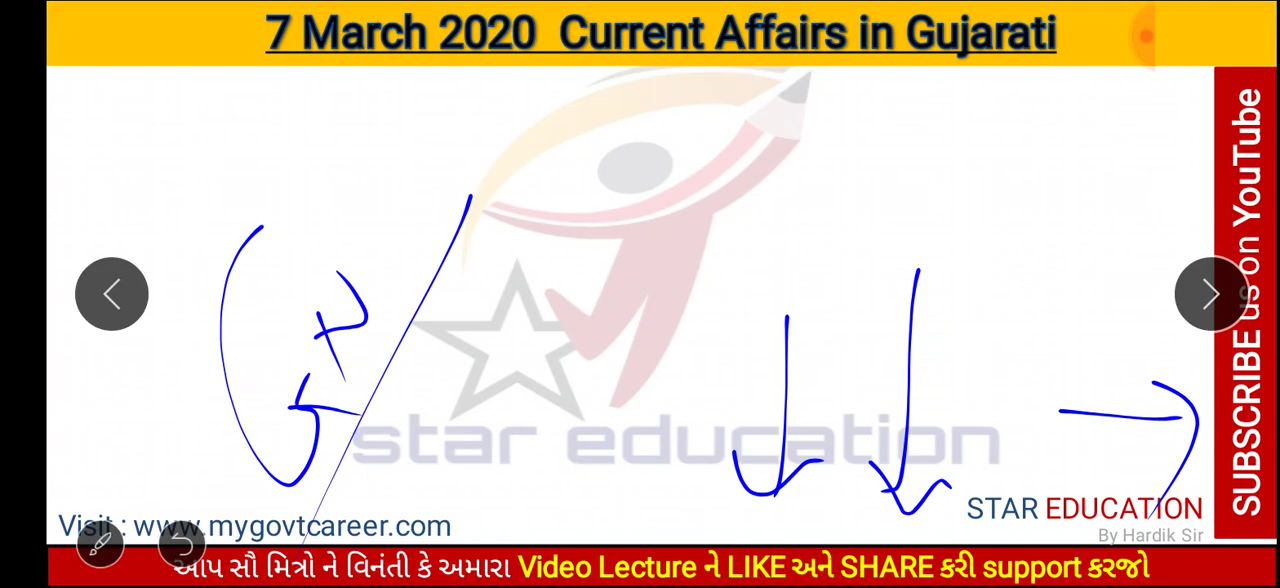 7 March 2020 Current Affairs in Gujarati
SUBSCRIBE us on YouTube
star education
STAR EDUCATION
By Hardik Sir
Visit : www.mygovtcareer.com
આપ સૌ મિત્રો ને વિનંતી કે અમારા Video Lecture ને LIKE અને SHARE કરી support કરજો